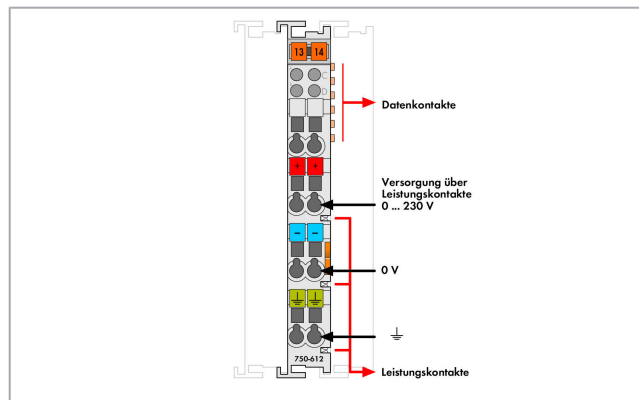 13 14
C
D
Datenkontakte
+ +
Versorgung über
Leistungskontakte
0 ... 230 V
− −
0 V
750-612
Leistungskontakte